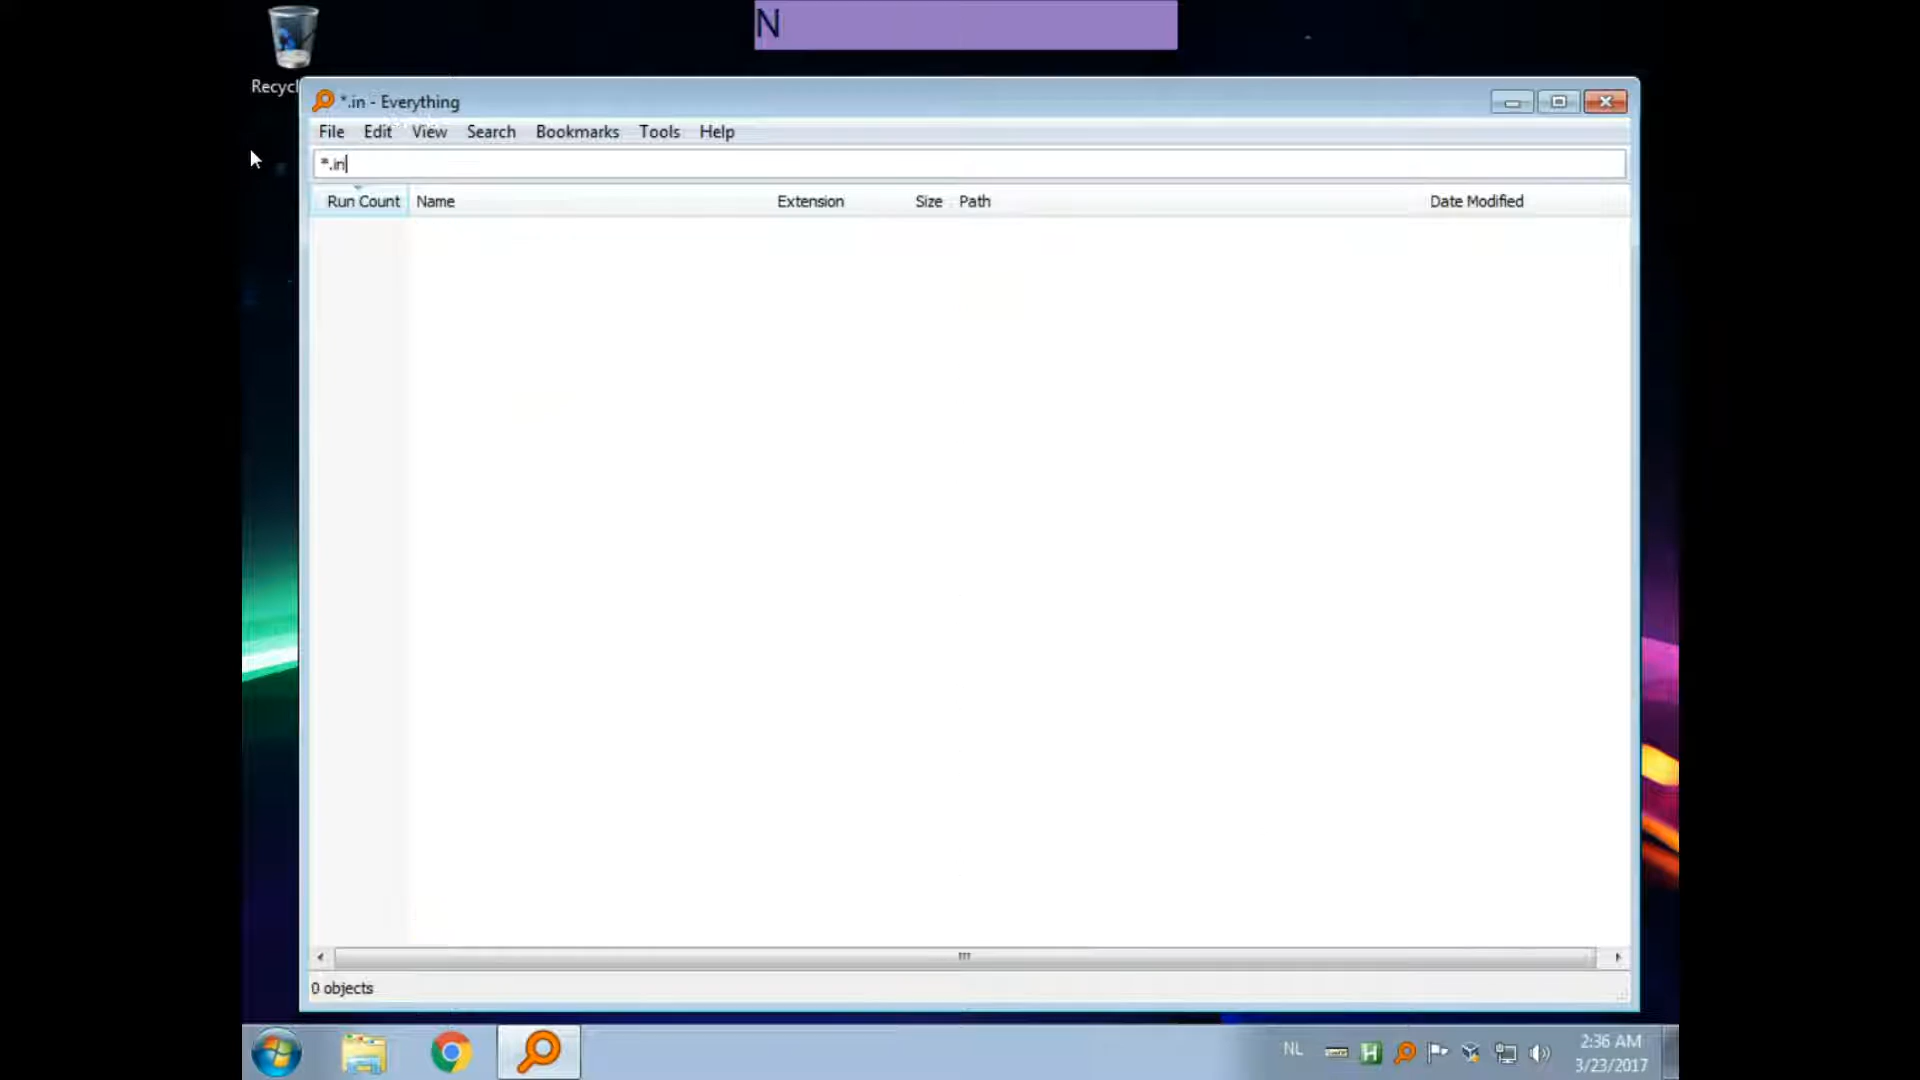 N
Recycl
*.in - Everything
File Edit View Search Bookmarks Tools Help
*.in
Run Count Name Extension Size Path Date Modified
0 objects
NL
H
2:36 AM
3/23/2017